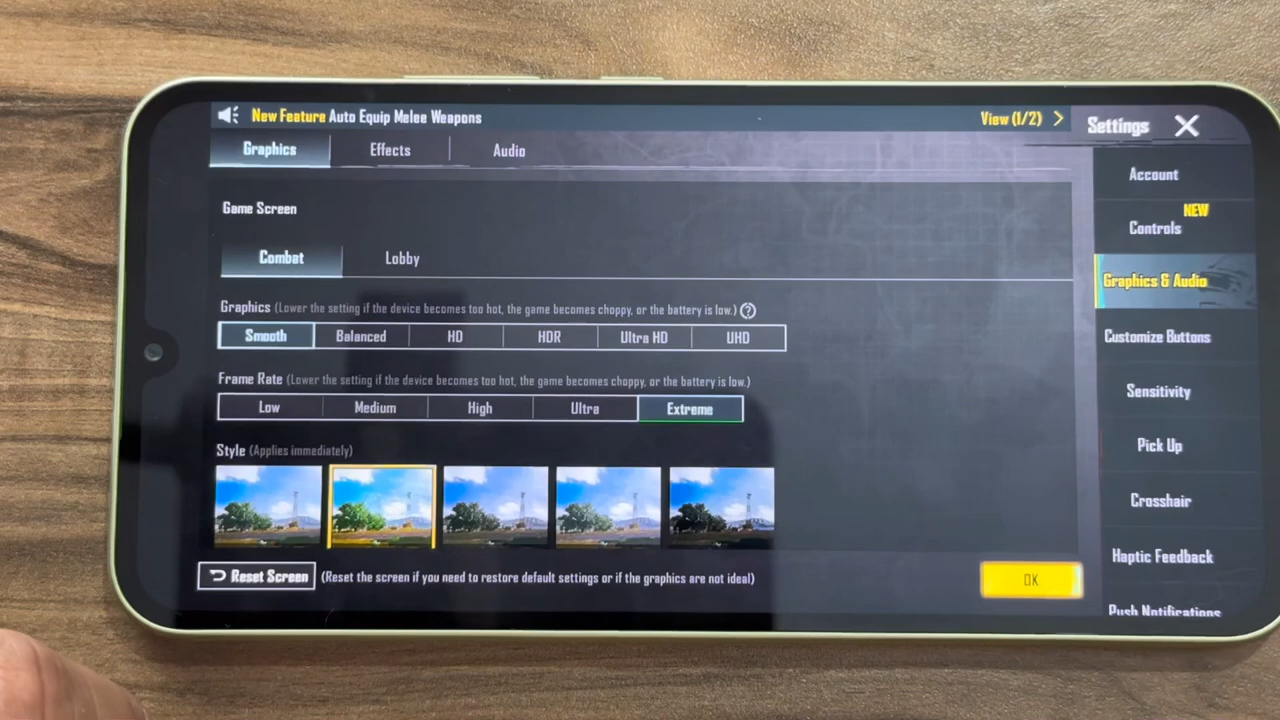 New Feature Auto Equip Melee Weapons
View (1/2)
Settings
Graphics
Effects
Audio
Game Screen
Combat
Lobby
Graphics (Lower the setting if the device becomes too hot, the game becomes choppy, or the battery is low.) ?
Smooth
Balanced
HD
HDR
Ultra HD
UHD
Frame Rate (Lower the setting if the device becomes too hot, the game becomes choppy, or the battery is low.)
Low
Medium
High
Ultra
Extreme
Style (Applies immediately)
Reset Screen
(Reset the screen if you need to restore default settings or if the graphics are not ideal)
OK
Account
NEW
Controls
Graphics & Audio
Customize Buttons
Sensitivity
Pick Up
Crosshair
Haptic Feedback
Push Notifications